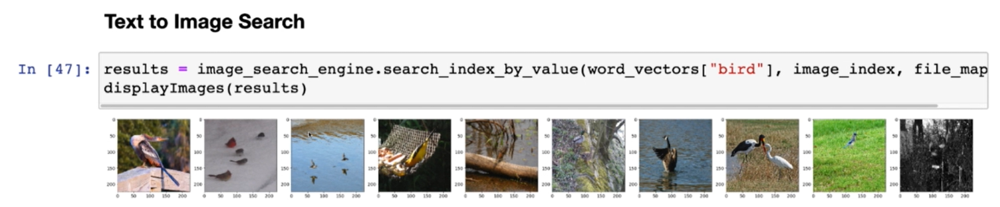 Text to Image Search
In [47]: results = image_search_engine.search_index_by_value(word_vectors["bird"], image_index, file_map
displayImages(results)
0 0 0 0 0 0 0 0 0 0
50 50 50 50 50 50 50 50 50 50
100 100 100 100 100 100 100 100 100 100
150 150 150 150 150 150 150 150 150 150
200 200 200 200 200 200 200 200 200 200
0 50 100 150 200 0 50 100 150 200 0 50 100 150 200 0 50 100 150 200 0 50 100 150 200 0 50 100 150 200 0 50 100 150 200 0 50 100 150 200 0 50 100 150 200 0 50 100 150 200